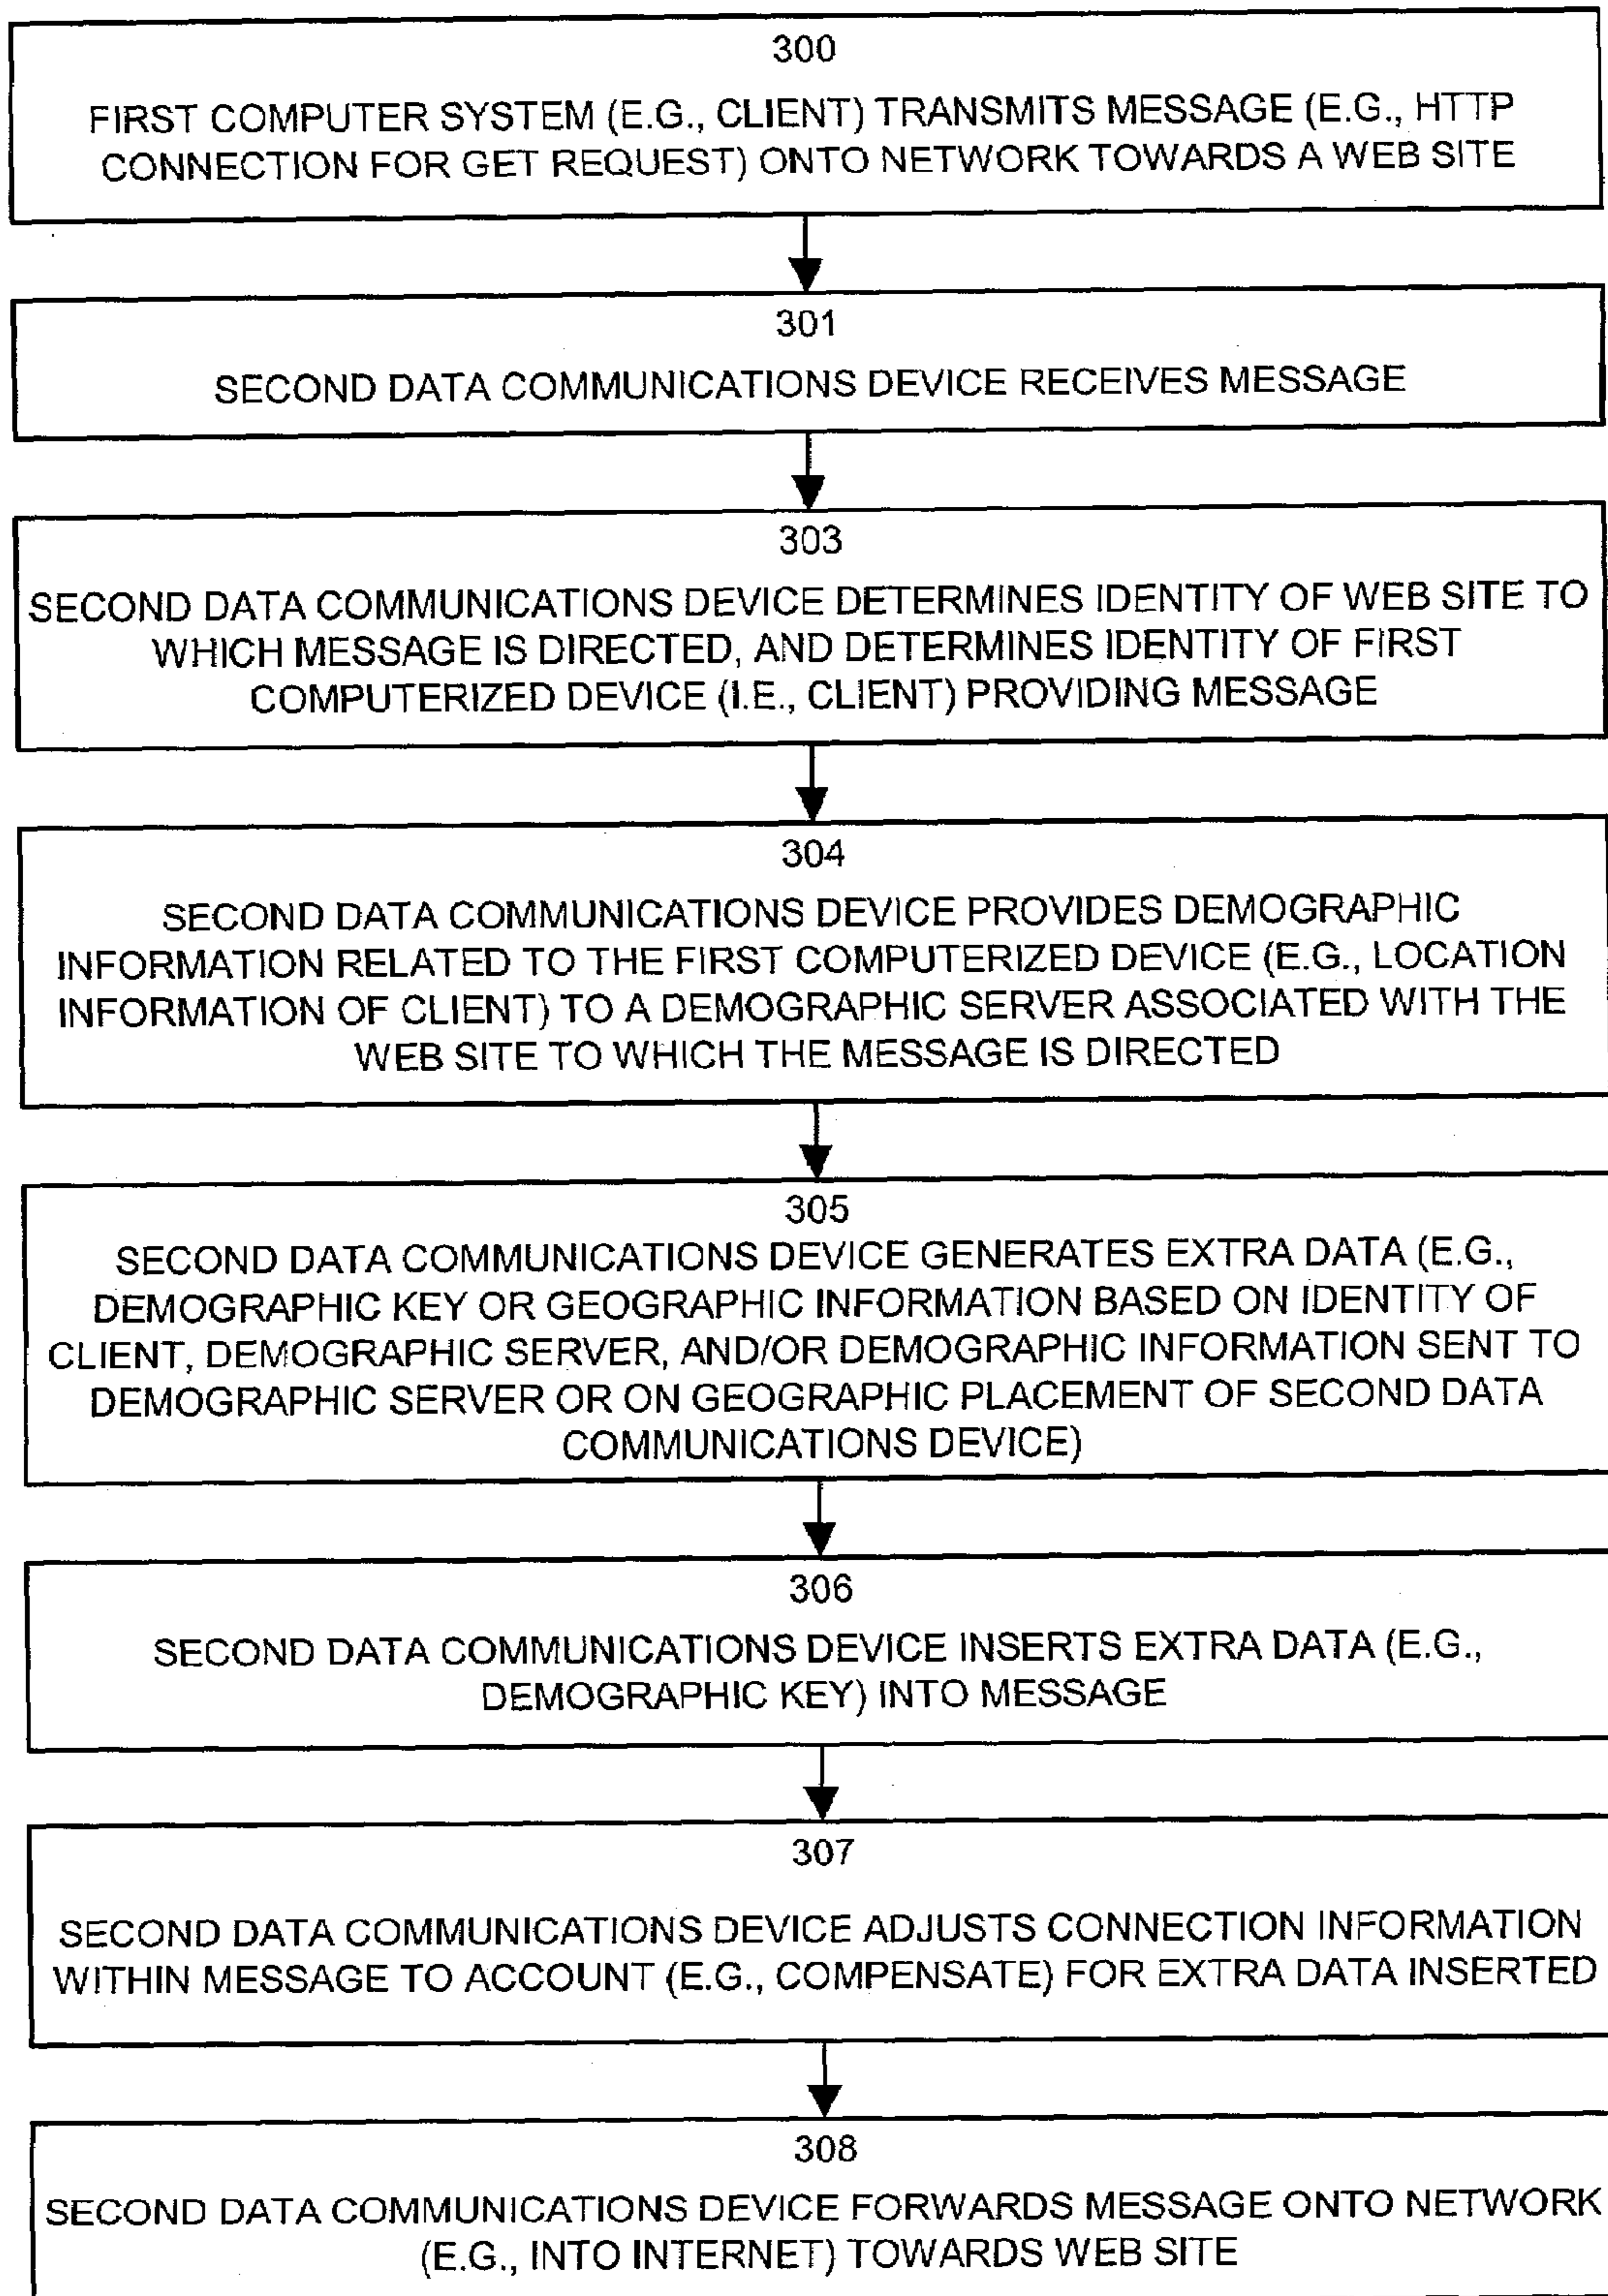 300
FIRST COMPUTER SYSTEM (E.G., CLIENT) TRANSMITS MESSAGE (E.G., HTTP
CONNECTION FOR GET REQUEST) ONTO NETWORK TOWARDS A WEB SITE
301
SECOND DATA COMMUNICATIONS DEVICE RECEIVES MESSAGE
303
SECOND DATA COMMUNICATIONS DEVICE DETERMINES IDENTITY OF WEB SITE TO
WHICH MESSAGE IS DIRECTED, AND DETERMINES IDENTITY OF FIRST
COMPUTERIZED DEVICE (I.E., CLIENT) PROVIDING MESSAGE
304
SECOND DATA COMMUNICATIONS DEVICE PROVIDES DEMOGRAPHIC
INFORMATION RELATED TO THE FIRST COMPUTERIZED DEVICE (E.G., LOCATION
INFORMATION OF CLIENT) TO A DEMOGRAPHIC SERVER ASSOCIATED WITH THE
WEB SITE TO WHICH THE MESSAGE IS DIRECTED
305
SECOND DATA COMMUNICATIONS DEVICE GENERATES EXTRA DATA (E.G.,
DEMOGRAPHIC KEY OR GEOGRAPHIC INFORMATION BASED ON IDENTITY OF
CLIENT, DEMOGRAPHIC SERVER, AND/OR DEMOGRAPHIC INFORMATION SENT TO
DEMOGRAPHIC SERVER OR ON GEOGRAPHIC PLACEMENT OF SECOND DATA
COMMUNICATIONS DEVICE)
306
SECOND DATA COMMUNICATIONS DEVICE INSERTS EXTRA DATA (E.G.,
DEMOGRAPHIC KEY) INTO MESSAGE
307
SECOND DATA COMMUNICATIONS DEVICE ADJUSTS CONNECTION INFORMATION
WITHIN MESSAGE TO ACCOUNT (E.G., COMPENSATE) FOR EXTRA DATA INSERTED
308
SECOND DATA COMMUNICATIONS DEVICE FORWARDS MESSAGE ONTO NETWORK
(E.G., INTO INTERNET) TOWARDS WEB SITE